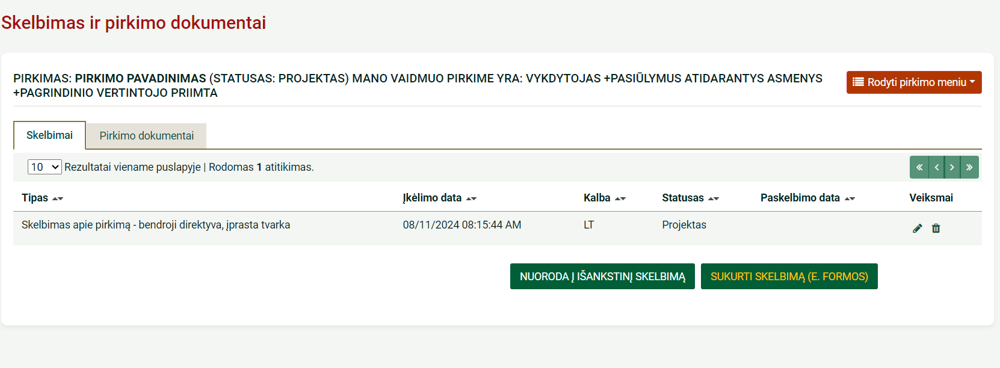 Skelbimas ir pirkimo dokumentai
PIRKIMAS: PIRKIMO PAVADINIMAS (STATUSAS: PROJEKTAS) MANO VAIDMUO PIRKIME YRA: VYKDYTOJAS +PASIŪLYMUS ATIDARANTYS ASMENYS
+PAGRINDINIO VERTINTOJO PRIIMTA
Rodyti pirkimo meniu
Skelbimai Pirkimo dokumentai
10 Rezultatai viename puslapyje | Rodomas 1 atitikimas.
« ‹ › »
Tipas Įkėlimo data Kalba Statusas Paskelbimo data Veiksmai
Skelbimas apie pirkimą - bendroji direktyva, įprasta tvarka 08/11/2024 08:15:44 AM LT Projektas
NUORODA Į IŠANKSTINĮ SKELBIMĄ SUKURTI SKELBIMĄ (E. FORMOS)